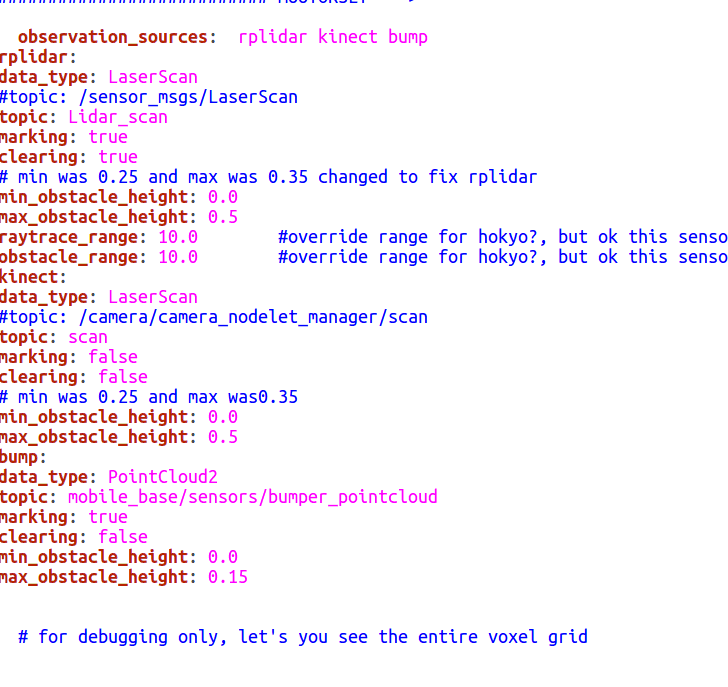 observation_sources: rplidar kinect bump
rplidar:
data_type: LaserScan
#topic: /sensor_msgs/LaserScan
topic: Lidar_scan
marking: true
clearing: true
# min was 0.25 and max was 0.35 changed to fix rplidar
min_obstacle_height: 0.0
max_obstacle_height: 0.5
raytrace_range: 10.0 #override range for hokyo?, but ok this senso
obstacle_range: 10.0 #override range for hokyo?, but ok this senso
kinect:
data_type: LaserScan
#topic: /camera/camera_nodelet_manager/scan
topic: scan
marking: false
clearing: false
# min was 0.25 and max was0.35
min_obstacle_height: 0.0
max_obstacle_height: 0.5
bump:
data_type: PointCloud2
topic: mobile_base/sensors/bumper_pointcloud
marking: true
clearing: false
min_obstacle_height: 0.0
max_obstacle_height: 0.15
# for debugging only, let's you see the entire voxel grid